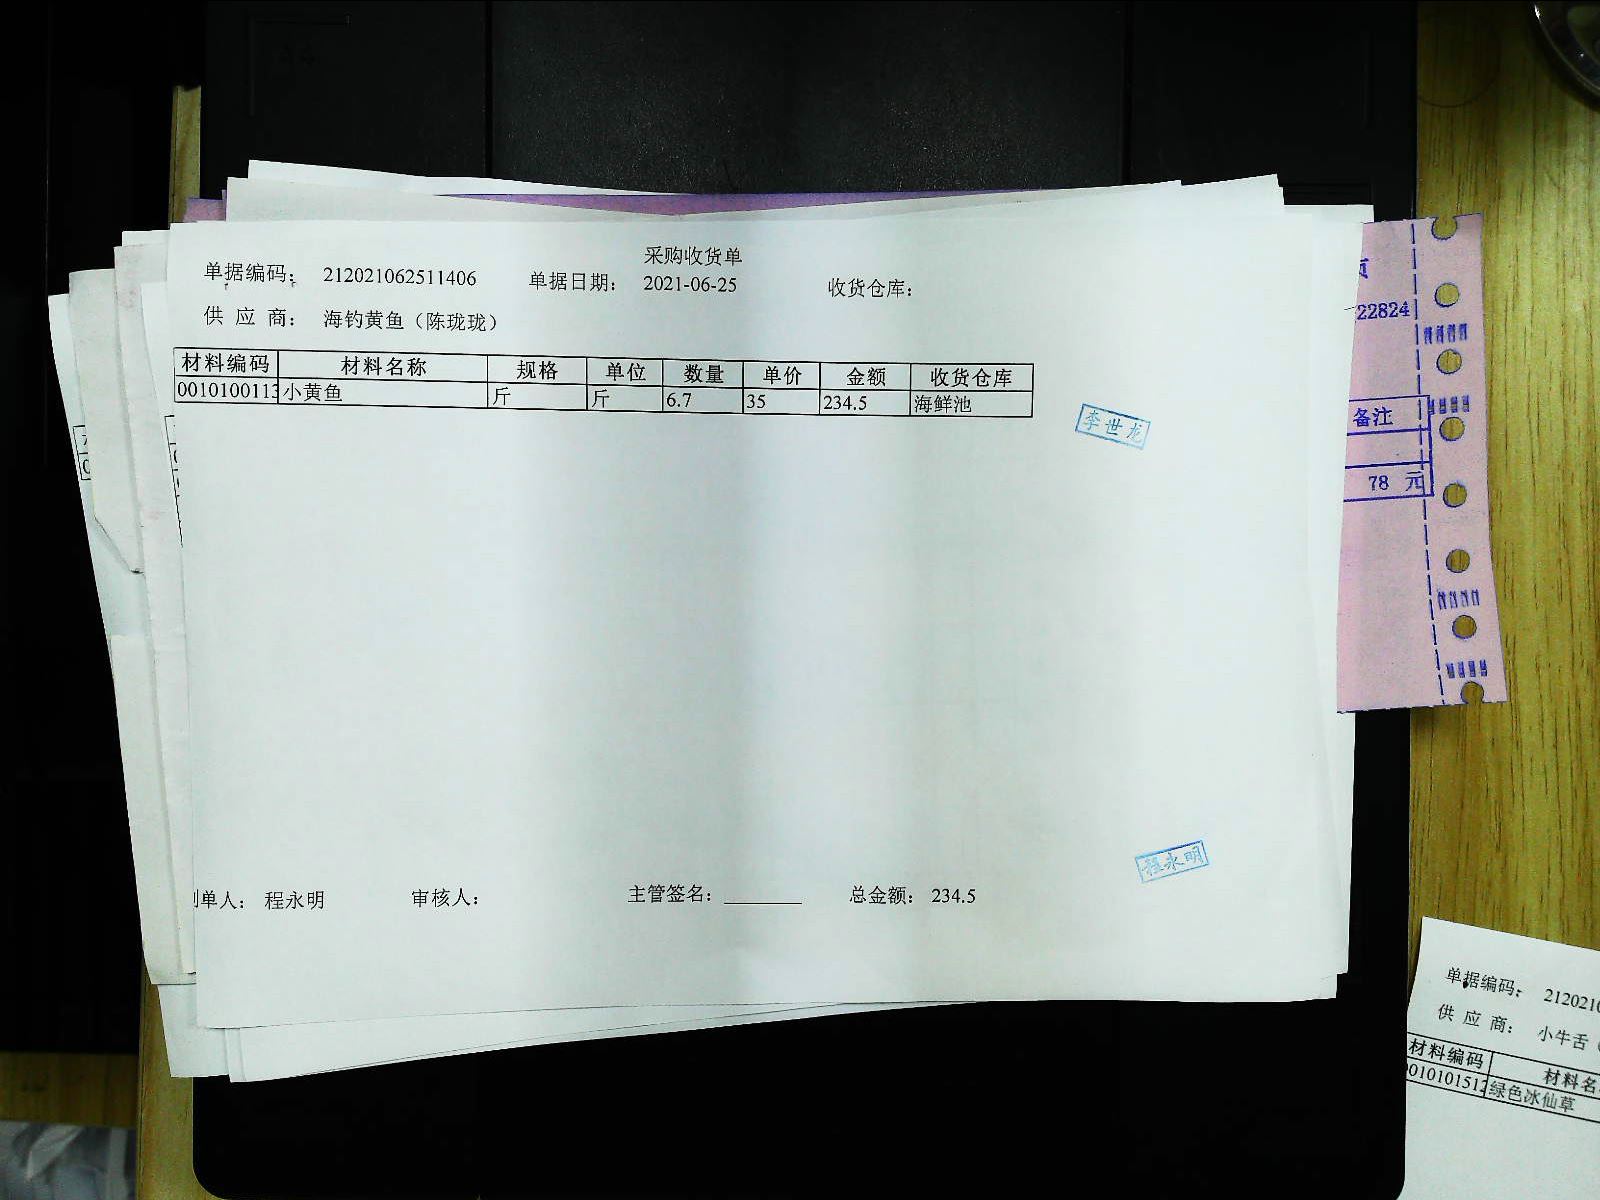 采购收货单
单据编码: 212021062511406 单据日期: 2021-06-25 收货仓库:
供 应 商: 海钓黄鱼(陈珑珑)
材料编码 材料名称 规格 单位 数量 单价 金额 收货仓库
0010100113 小黄鱼 斤 斤 6.7 35 234.5 海鲜池
李世龙
程永明
制单人: 程永明 审核人: 主管签名: 总金额: 234.5
22824
备注
78 元
单据编码: 212021
供 应 商: 小牛舌
材料编码 材料名
0010101512 绿色冰仙草